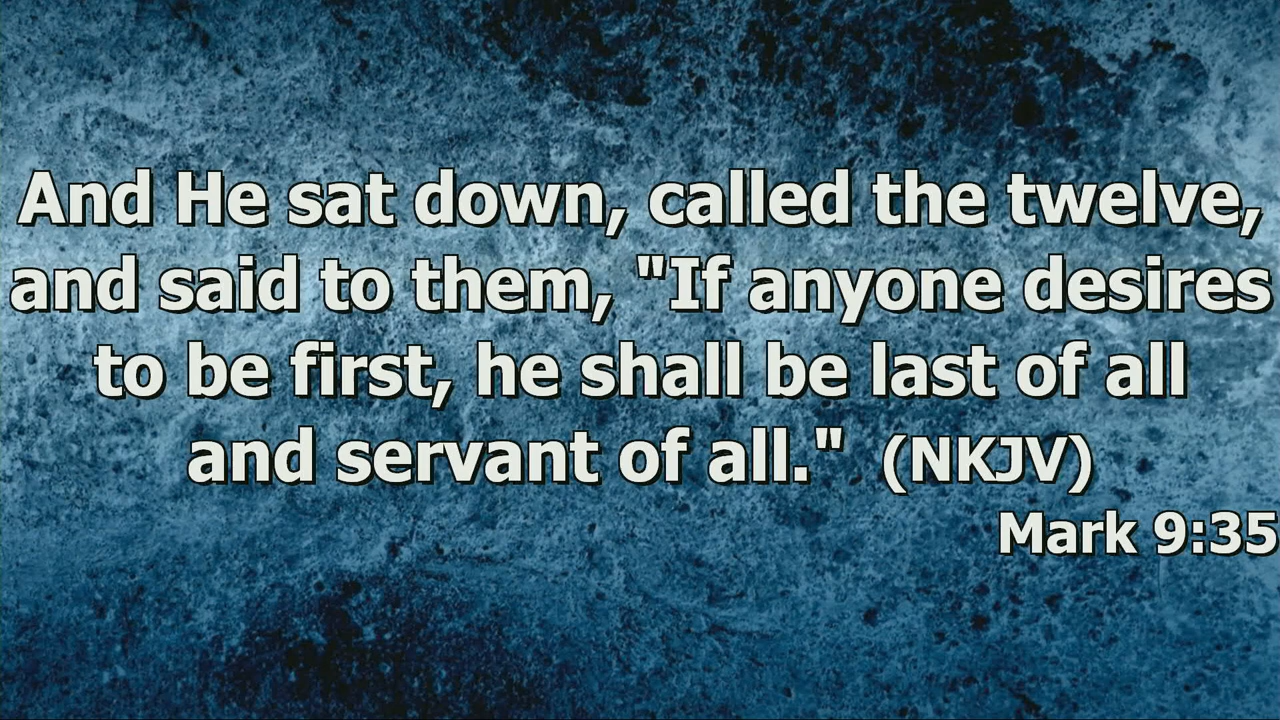 And He sat down, called the twelve,
and said to them, "If anyone desires
to be first, he shall be last of all
and servant of all." (NKJV)
Mark 9:35